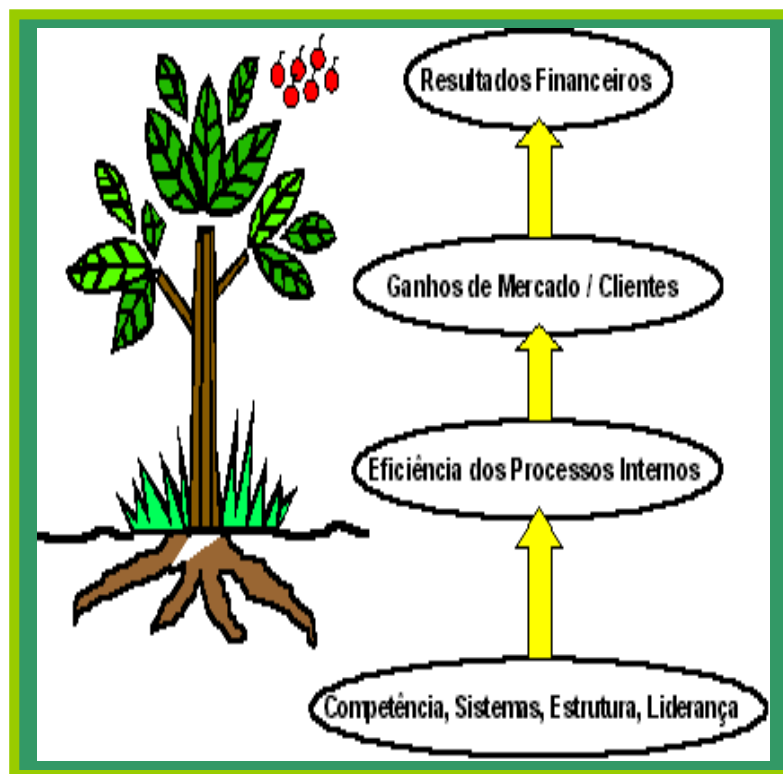 Resultados Financeiros
Ganhos de Mercado / Clientes
Eficiência dos Processos Internos
Competência, Sistemas, Estrutura, Liderança